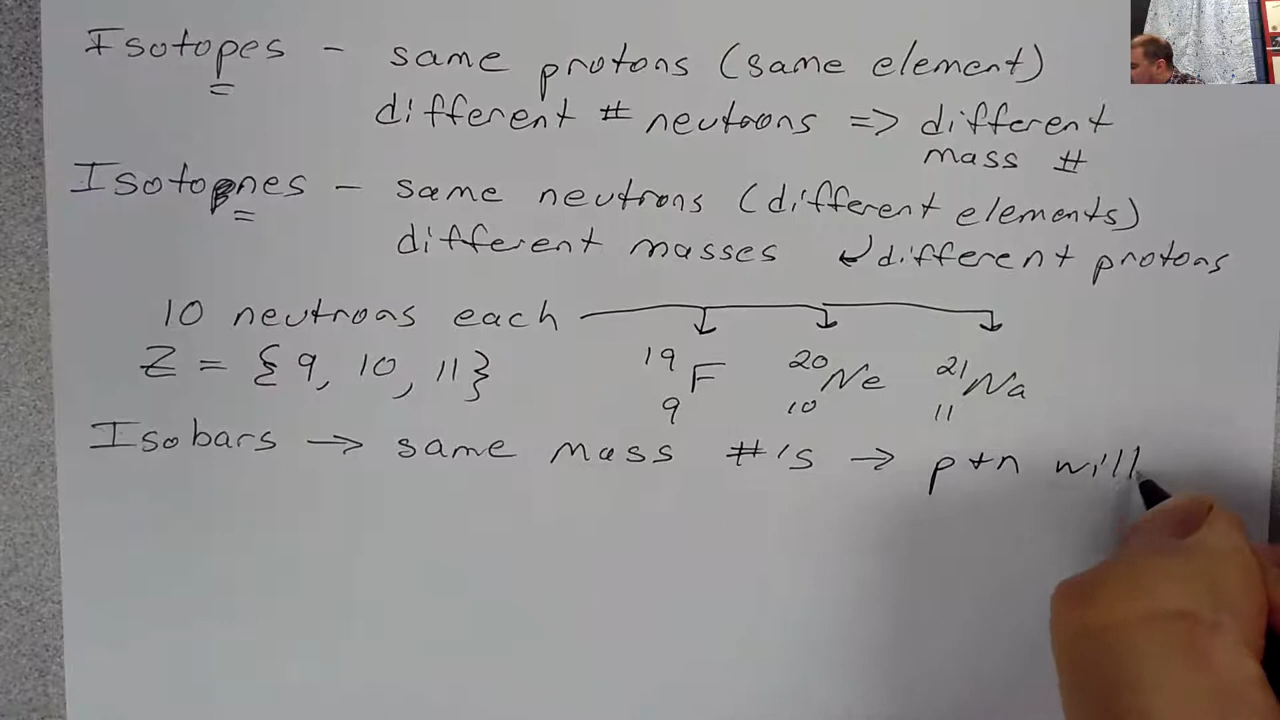 Isotopes - same protons (same element)
different # neutrons => different
mass #
Isotones - same neutrons (different elements)
different masses different protons
10 neutrons each
Z = {9, 10, 11}
19 F 9 20 Ne 10 21 Na 11
Isobars → same mass #'s → p+n will